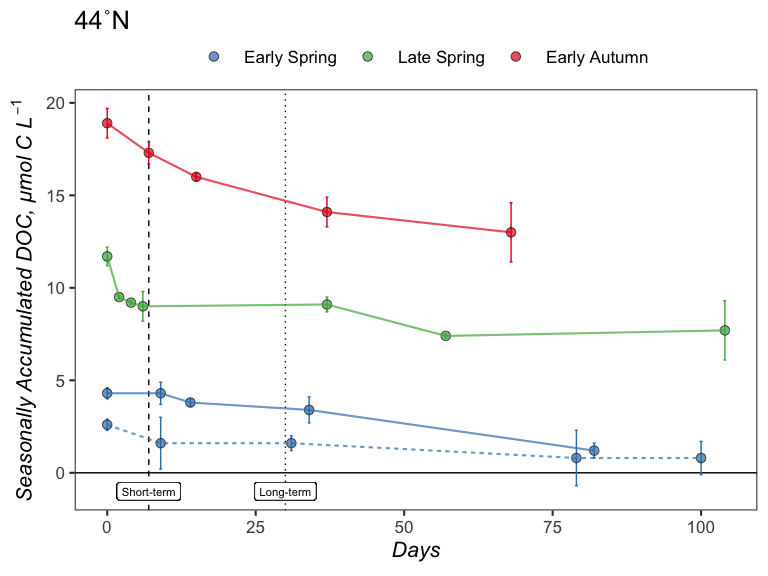 44°N
Early Spring Late Spring Early Autumn
Seasonally Accumulated DOC, μmol C L⁻¹
20
15
10
5
0
Short-term Long-term
0 25 50 75 100
Days